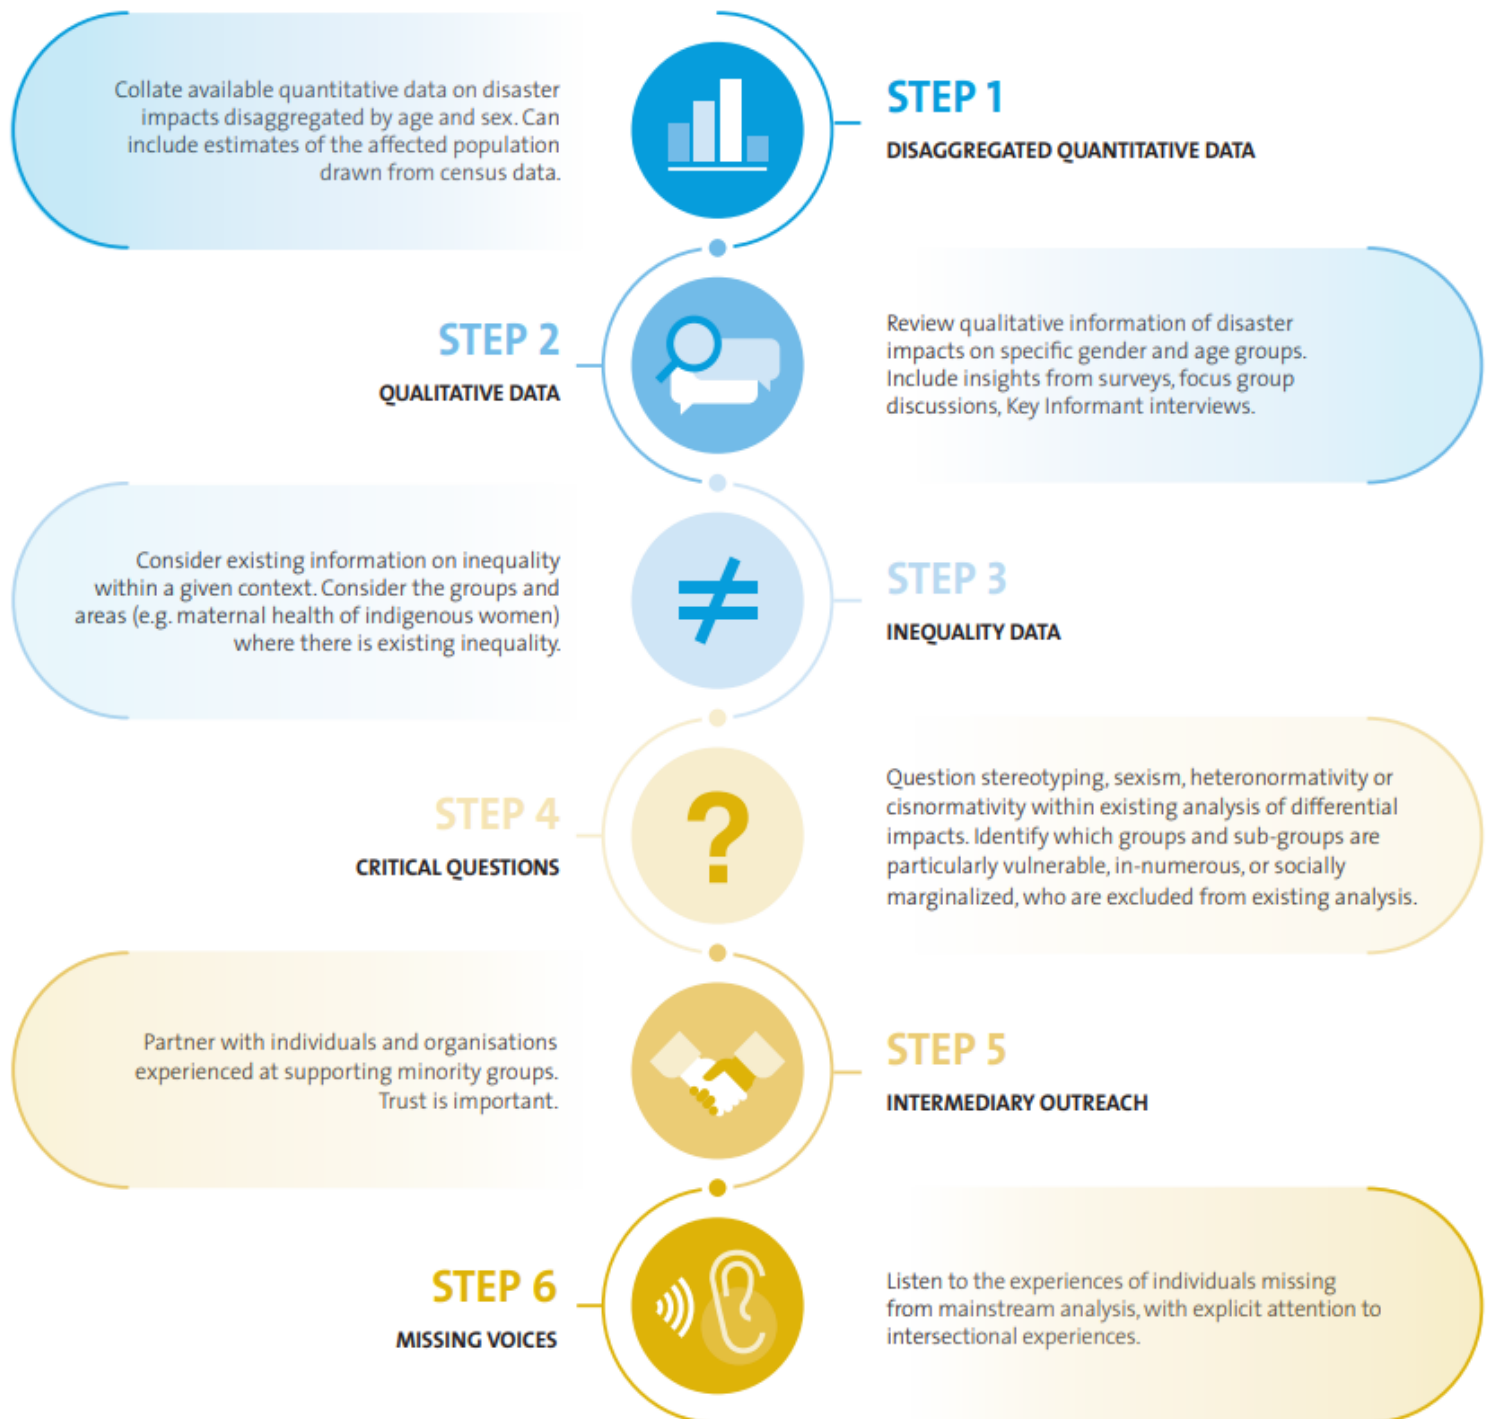 STEP 1
DISAGGREGATED QUANTITATIVE DATA
Collate available quantitative data on disaster
impacts disaggregated by age and sex. Can
include estimates of the affected population
drawn from census data.
STEP 2
QUALITATIVE DATA
Review qualitative information of disaster
impacts on specific gender and age groups.
Include insights from surveys, focus group
discussions, Key Informant interviews.
STEP 3
INEQUALITY DATA
Consider existing information on inequality
within a given context. Consider the groups and
areas (e.g. maternal health of indigenous women)
where there is existing inequality.
STEP 4
CRITICAL QUESTIONS
?
Question stereotyping, sexism, heteronormativity or
cisnormativity within existing analysis of differential
impacts. Identify which groups and sub-groups are
particularly vulnerable, in-numerous, or socially
marginalized, who are excluded from existing analysis.
STEP 5
INTERMEDIARY OUTREACH
Partner with individuals and organisations
experienced at supporting minority groups.
Trust is important.
STEP 6
MISSING VOICES
Listen to the experiences of individuals missing
from mainstream analysis, with explicit attention to
intersectional experiences.